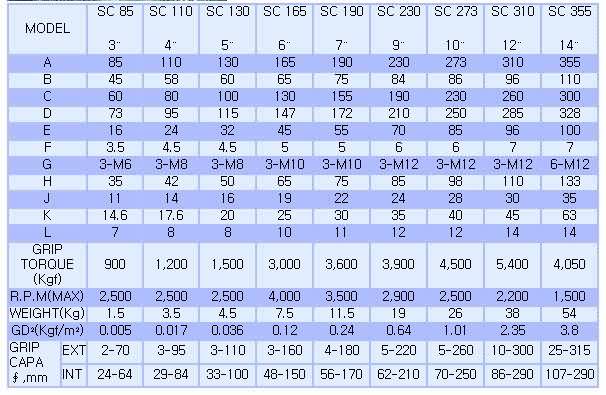 MODEL SC 85 SC 110 SC 130 SC 165 SC 190 SC 230 SC 273 SC 310 SC 355
3¨ 4¨ 5¨ 6¨ 7¨ 9¨ 10¨ 12¨ 14¨
A 85 110 130 165 190 230 273 310 355
B 45 58 60 65 75 84 86 96 110
C 60 80 100 130 155 190 230 260 300
D 73 95 115 147 172 210 250 285 328
E 16 24 32 45 55 70 85 96 100
F 3.5 4.5 4.5 5 5 6 6 7 7
G 3-M6 3-M8 3-M8 3-M10 3-M10 3-M12 3-M12 3-M12 6-M12
H 35 42 50 65 75 85 98 110 133
J 11 14 16 19 22 24 28 30 35
K 14.6 17.6 20 25 30 35 40 45 63
L 7 8 8 10 11 12 12 14 14
GRIP
TORQUE 900 1,200 1,500 3,000 3,600 3,900 4,500 5,400 4,050
(Kgf)
R.P.M(MAX) 2,500 2,500 2,500 4,000 3,500 2,900 2,500 2,200 1,500
WEIGHT(Kg) 1.5 3.5 4.5 7.5 11.5 19 26 38 54
GD²(Kgf/m²) 0.005 0.017 0.036 0.12 0.24 0.64 1.01 2.35 3.8
GRIP EXT 2-70 3-95 3-110 3-160 4-180 5-220 5-260 10-300 25-315
CAPA
∮,mm INT 24-64 29-84 33-100 48-150 56-170 62-210 70-250 86-290 107-290